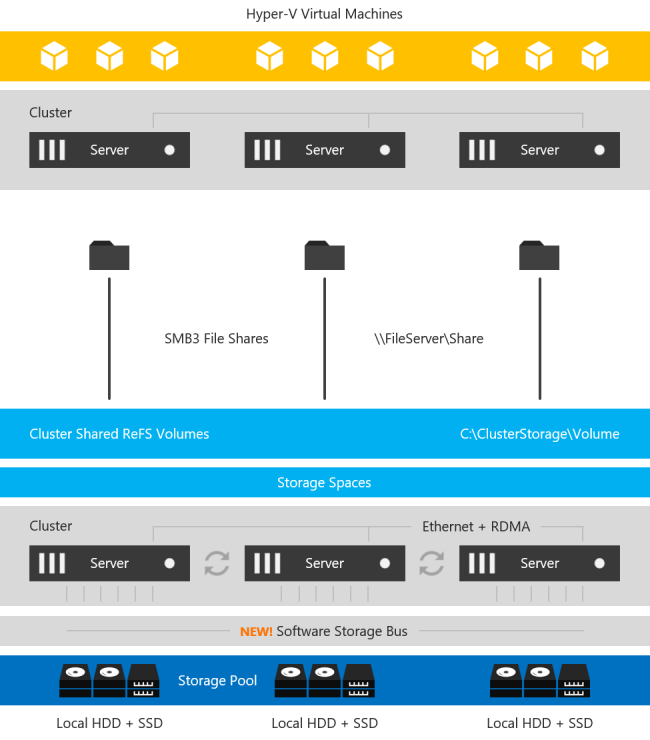 Hyper-V Virtual Machines
Cluster
Server Server Server
SMB3 File Shares \\FileServer\Share
Cluster Shared ReFS Volumes C:\ClusterStorage\Volume
Storage Spaces
Cluster Ethernet + RDMA
Server Server Server
NEW! Software Storage Bus
Storage Pool
Local HDD + SSD Local HDD + SSD Local HDD + SSD